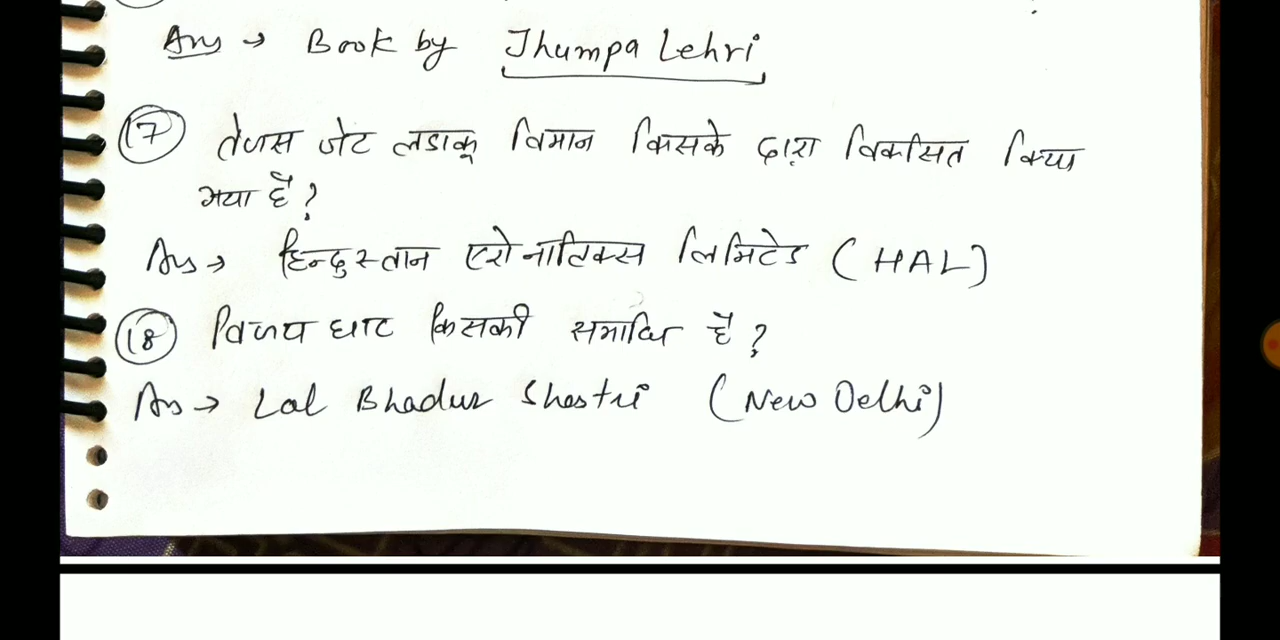 Ans → Book by Jhumpa Lehri
(17) तेजस जेट लडाकू विमान किसके द्वारा विकसित किया
गया है ?
Ans → हिन्दुस्तान एरोनाटिक्स लिमिटेड (HAL)
(18) विजय घाट किसकी समाधि है ?
Ans → Lal Bhadur Shastri (New Delhi)